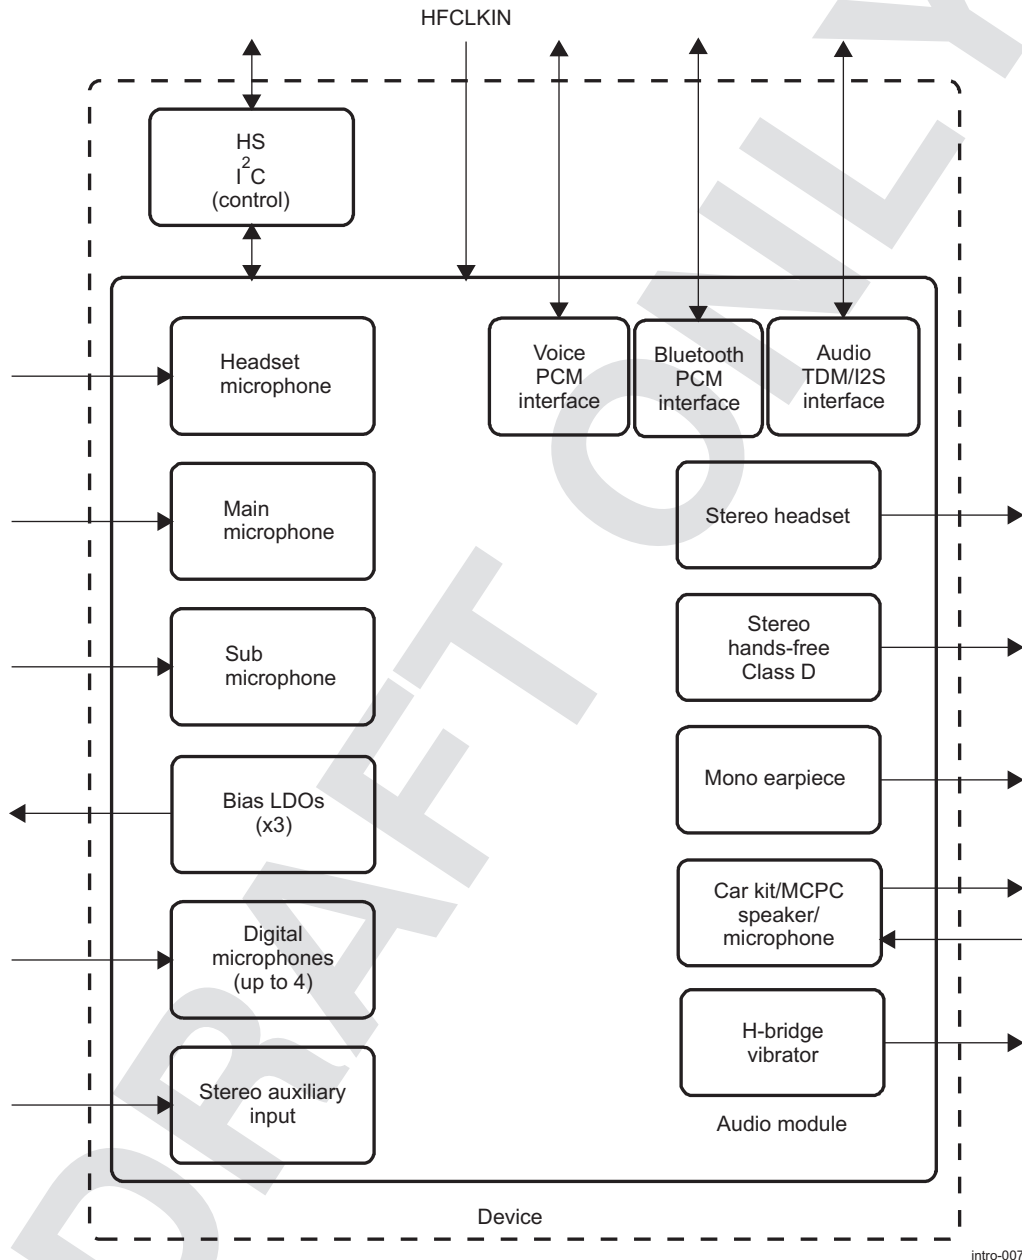 HFCLKIN
HS
I²C
(control)
Headset
microphone
Voice
PCM
interface
Bluetooth
PCM
interface
Audio
TDM/I2S
interface
Main
microphone
Stereo headset
Sub
microphone
Stereo
hands-free
Class D
Bias LDOs
(x3)
Mono earpiece
Digital
microphones
(up to 4)
Car kit/MCPC
speaker/
microphone
Stereo auxiliary
input
H-bridge
vibrator
Audio module
Device
intro-007
DRAFT ONLY